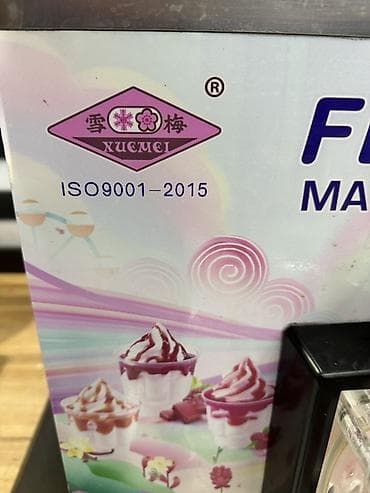 ®
雪 梅
XUEMEI
ISO9001-2015
MA